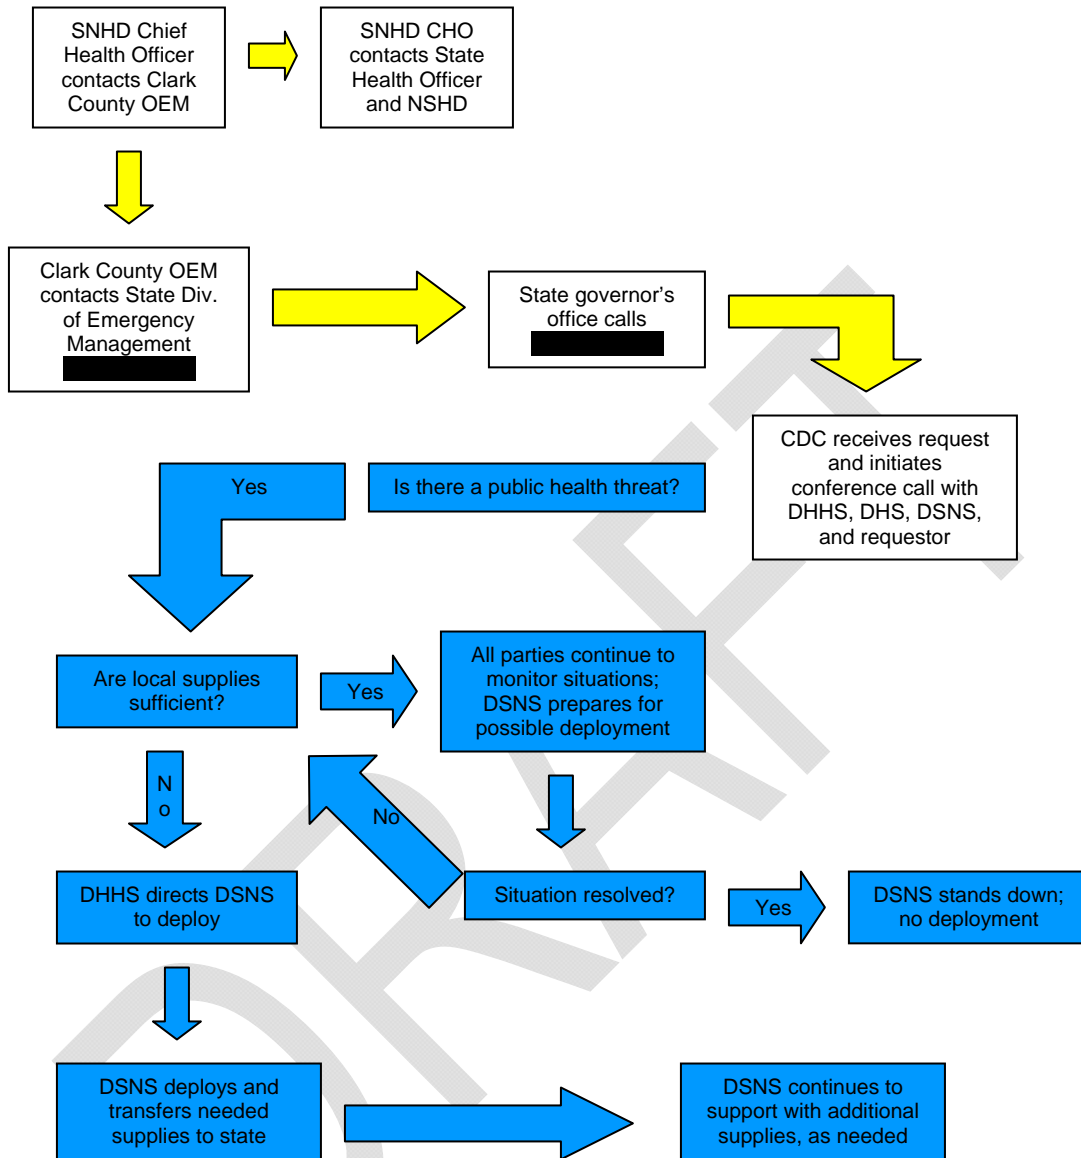 SNHD Chief
Health Officer
contacts Clark
County OEM
SNHD CHO
contacts State
Health Officer
and NSHD
Clark County OEM
contacts State Div.
of Emergency
Management
State governor's
office calls
CDC receives request
and initiates
conference call with
DHHS, DHS, DSNS,
and requestor
Is there a public health threat?
Yes
Are local supplies
sufficient?
Yes
All parties continue to
monitor situations;
DSNS prepares for
possible deployment
N
o
No
DHHS directs DSNS
to deploy
Situation resolved?
Yes
DSNS stands down;
no deployment
DSNS deploys and
transfers needed
supplies to state
DSNS continues to
support with additional
supplies, as needed
DRAFT